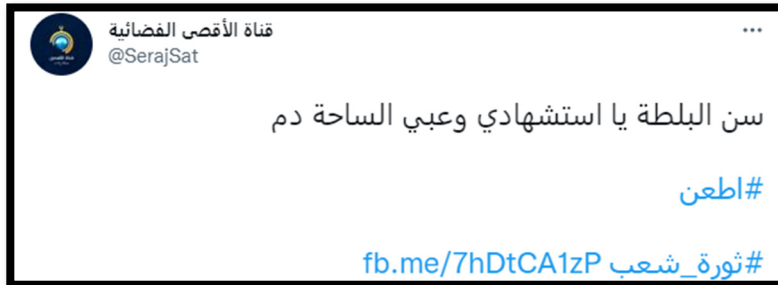 قناة الأقصى الفضائية
@SerajSat
سن البلطة يا استشهادي وعبي الساحة دم
#اطعن
#ثورة_شعب fb.me/7hDtCA1zP